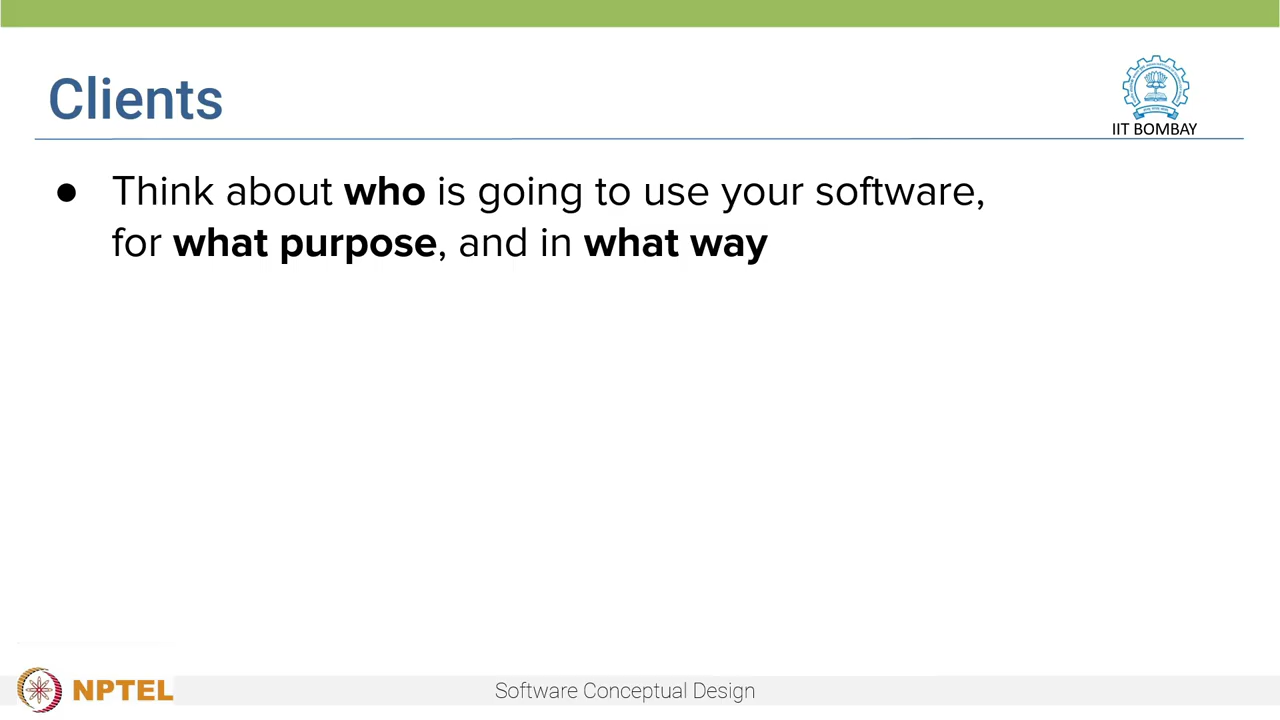 Clients
IIT BOMBAY
● Think about who is going to use your software,
for what purpose, and in what way
NPTEL
Software Conceptual Design